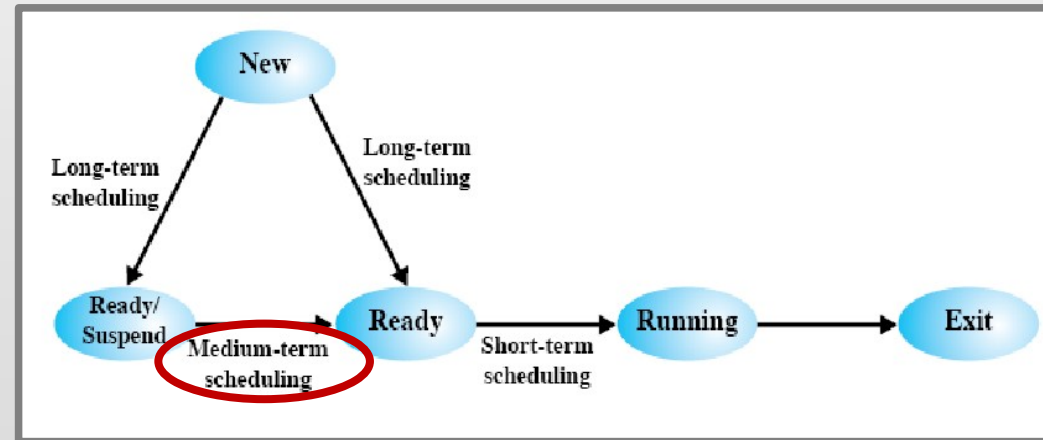 New
Long-term
scheduling
Long-term
scheduling
Ready/
Suspend
Medium-term
scheduling
Ready
Short-term
scheduling
Running
Exit